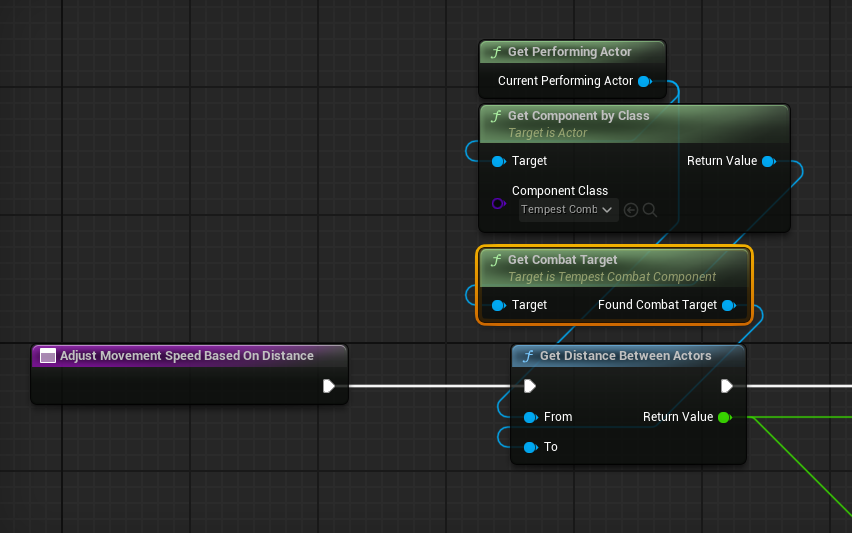 Get Performing Actor
Current Performing Actor
Get Component by Class
Target is Actor
Target
Return Value
Component Class
Tempest Comb
Get Combat Target
Target is Tempest Combat Component
Target
Found Combat Target
Adjust Movement Speed Based On Distance
Get Distance Between Actors
From
Return Value
To